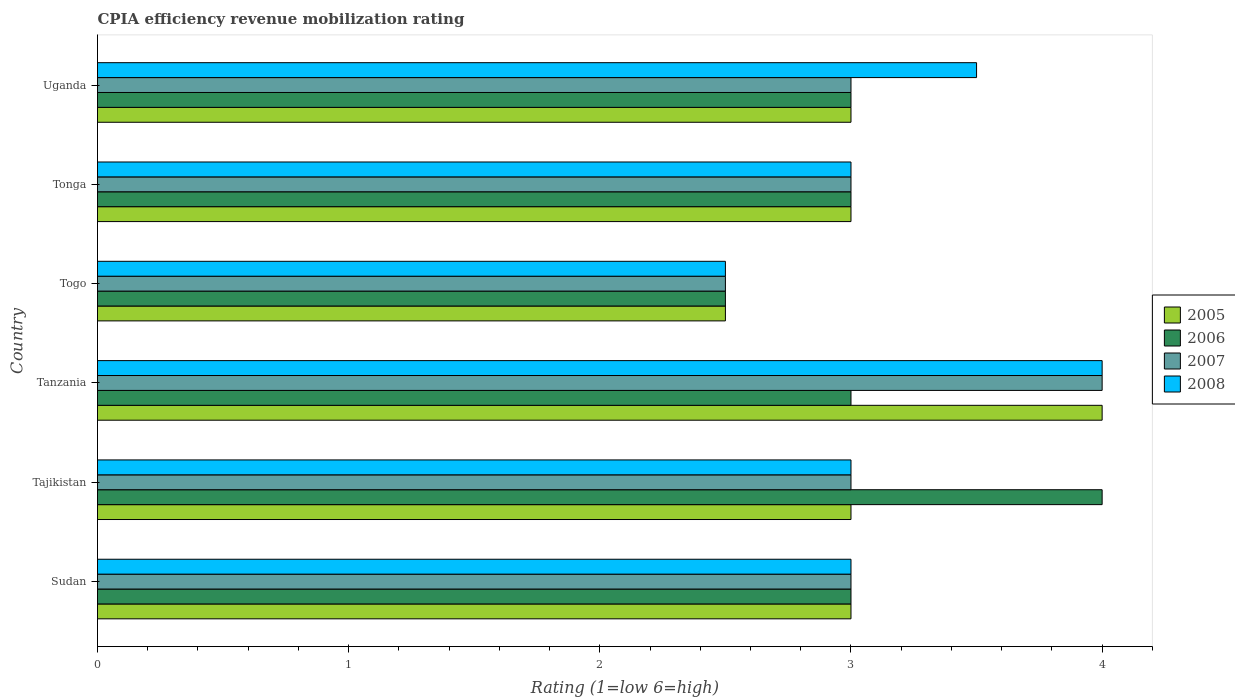 CPIA efficiency revenue mobilization rating
Uganda
Tonga
Togo
Tanzania
Tajikistan
Sudan
Country
0
1
2
3
4
Rating (1=low 6=high)
2005
2006
2007
2008